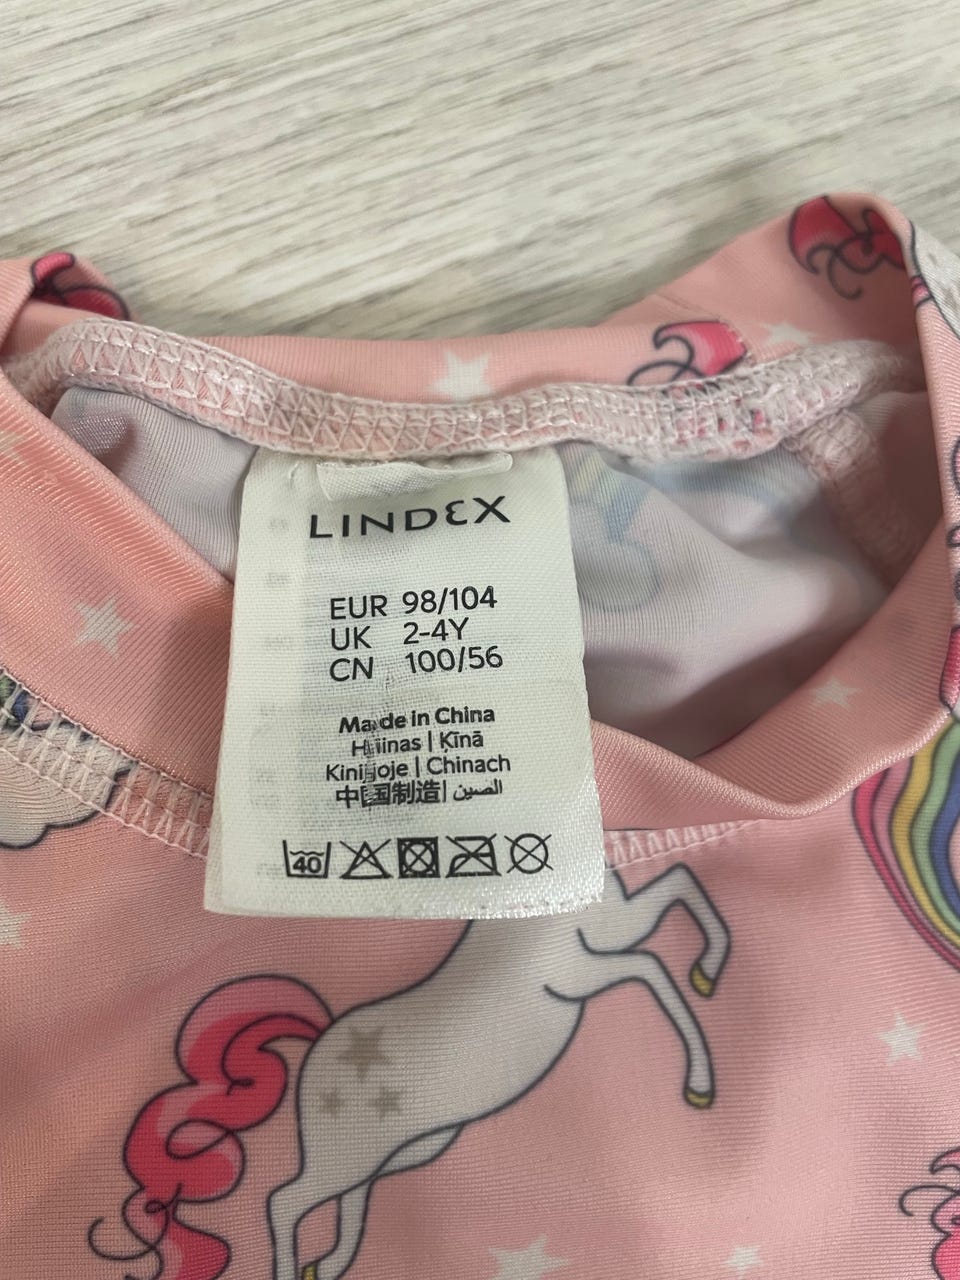 LINDEX
EUR 98/104
UK 2-4Y
CN 100/56
Made in China
Hiinas | Ķīnā
Kinijoje | Chinach
中国制造 | الصين
40